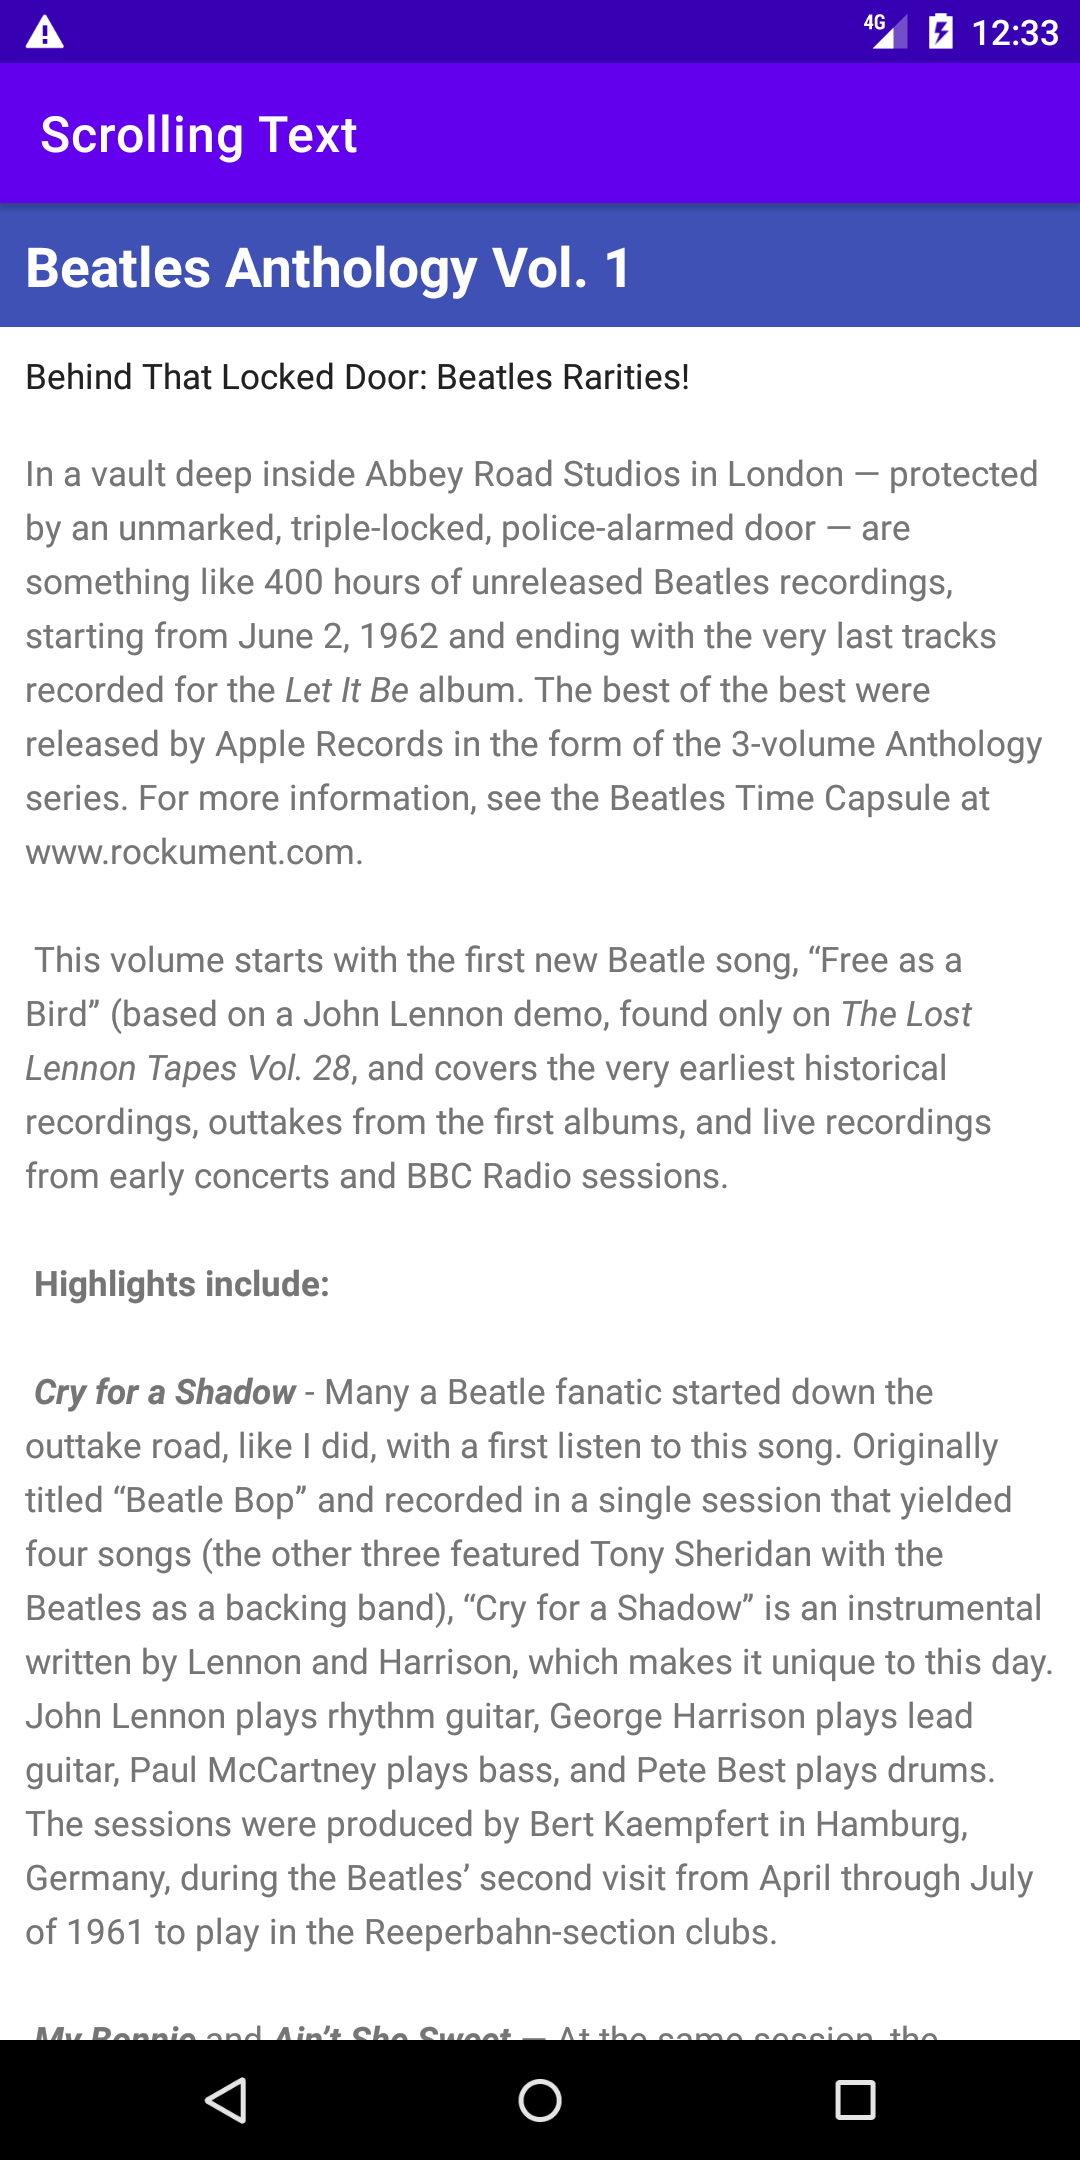 4G 12:33
Scrolling Text
Beatles Anthology Vol. 1
Behind That Locked Door: Beatles Rarities!
In a vault deep inside Abbey Road Studios in London — protected
by an unmarked, triple-locked, police-alarmed door — are
something like 400 hours of unreleased Beatles recordings,
starting from June 2, 1962 and ending with the very last tracks
recorded for the Let It Be album. The best of the best were
released by Apple Records in the form of the 3-volume Anthology
series. For more information, see the Beatles Time Capsule at
www.rockument.com.
This volume starts with the first new Beatle song, “Free as a
Bird” (based on a John Lennon demo, found only on The Lost
Lennon Tapes Vol. 28, and covers the very earliest historical
recordings, outtakes from the first albums, and live recordings
from early concerts and BBC Radio sessions.
Highlights include:
Cry for a Shadow - Many a Beatle fanatic started down the
outtake road, like I did, with a first listen to this song. Originally
titled “Beatle Bop” and recorded in a single session that yielded
four songs (the other three featured Tony Sheridan with the
Beatles as a backing band), “Cry for a Shadow” is an instrumental
written by Lennon and Harrison, which makes it unique to this day.
John Lennon plays rhythm guitar, George Harrison plays lead
guitar, Paul McCartney plays bass, and Pete Best plays drums.
The sessions were produced by Bert Kaempfert in Hamburg,
Germany, during the Beatles’ second visit from April through July
of 1961 to play in the Reeperbahn-section clubs.
My Bonnie and Ain’t She Sweet — At the same session, the